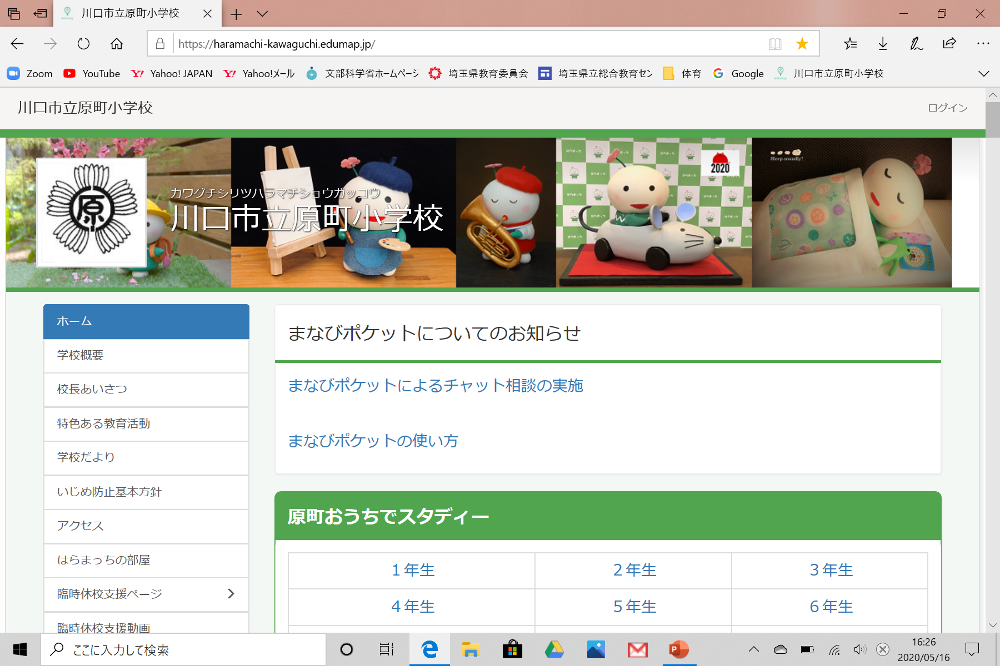 川口市立原町小学校
https://haramachi-kawaguchi.edumap.jp/
Zoom
YouTube
Yahoo! JAPAN
Yahoo!メール
文部科学省ホームページ
埼玉県教育委員会
埼玉県立総合教育セン
体育
Google
川口市立原町小学校
川口市立原町小学校
ログイン
原
カワグチシリツハラマチショウガッコウ
川口市立原町小学校
2020
Sleep soundly!
ホーム
学校概要
校長あいさつ
特色ある教育活動
学校だより
いじめ防止基本方針
アクセス
はらまっちの部屋
臨時休校支援ページ
臨時休校支援動画
まなびポケットについてのお知らせ
まなびポケットによるチャット相談の実施
まなびポケットの使い方
原町おうちでスタディー
１年生
２年生
３年生
４年生
５年生
６年生
ここに入力して検索
16:26
2020/05/16